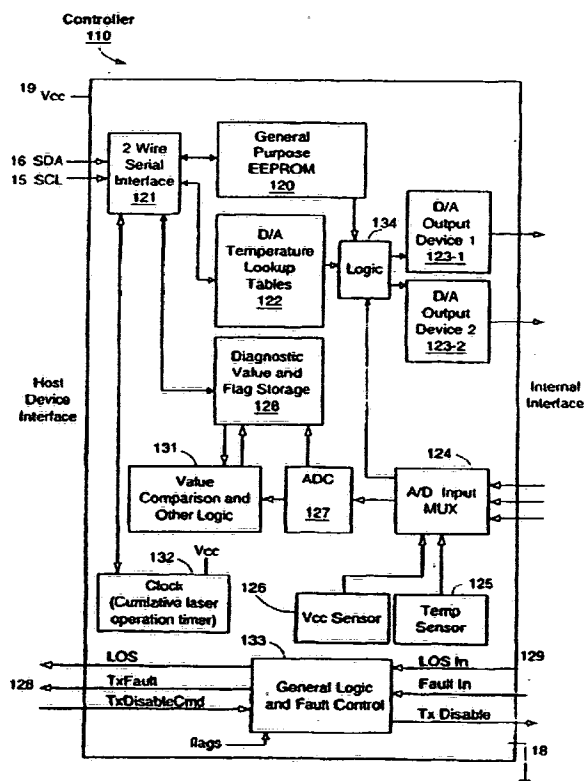 Controller
110
19 Vcc
16 SDA
15 SCL
2 Wire
Serial
Interface
121
General
Purpose
EEPROM
120
134
D/A
Output
Device 1
123-1
D/A
Temperature
Lookup
Tables
122
Logic
D/A
Output
Device 2
123-2
Diagnostic
Value and
Flag Storage
128
Host
Device
Interface
Internal
Interface
131
124
Value
Comparison and
Other Logic
ADC
127
A/D Input
MUX
132
Vcc
Clock
(Cumlative laser
operation timer)
126
Vcc Sensor
125
Temp
Sensor
133
129
LOS
LOS In
128
TxFault
General Logic
and Fault Control
Fault In
TxDisableCmd
Tx Disable
flags
18